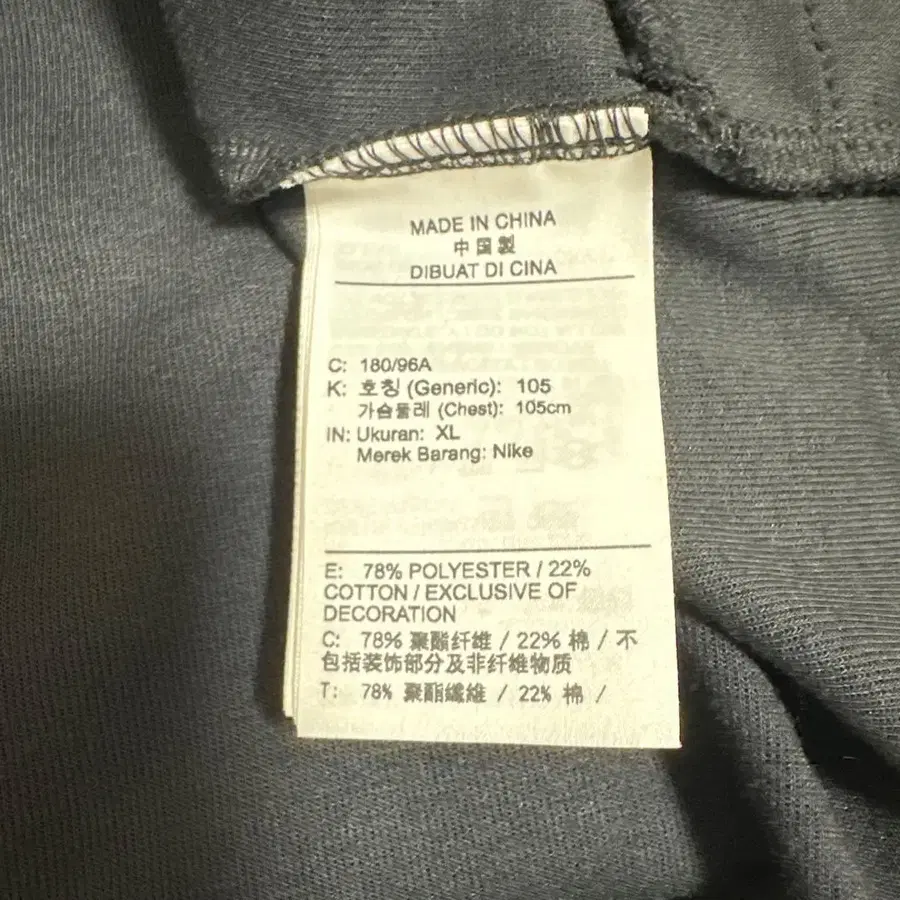 MADE IN CHINA
中国製
DIBUAT DI CINA
C: 180/96A
K: 호칭 (Generic): 105
가슴둘레 (Chest): 105cm
IN: Ukuran: XL
Merek Barang: Nike
E: 78% POLYESTER / 22%
COTTON / EXCLUSIVE OF
DECORATION
C: 78% 聚酯纤维 / 22% 棉 / 不
包括装饰部分及非纤维物质
T: 78% 聚酯纖維 / 22% 棉 /